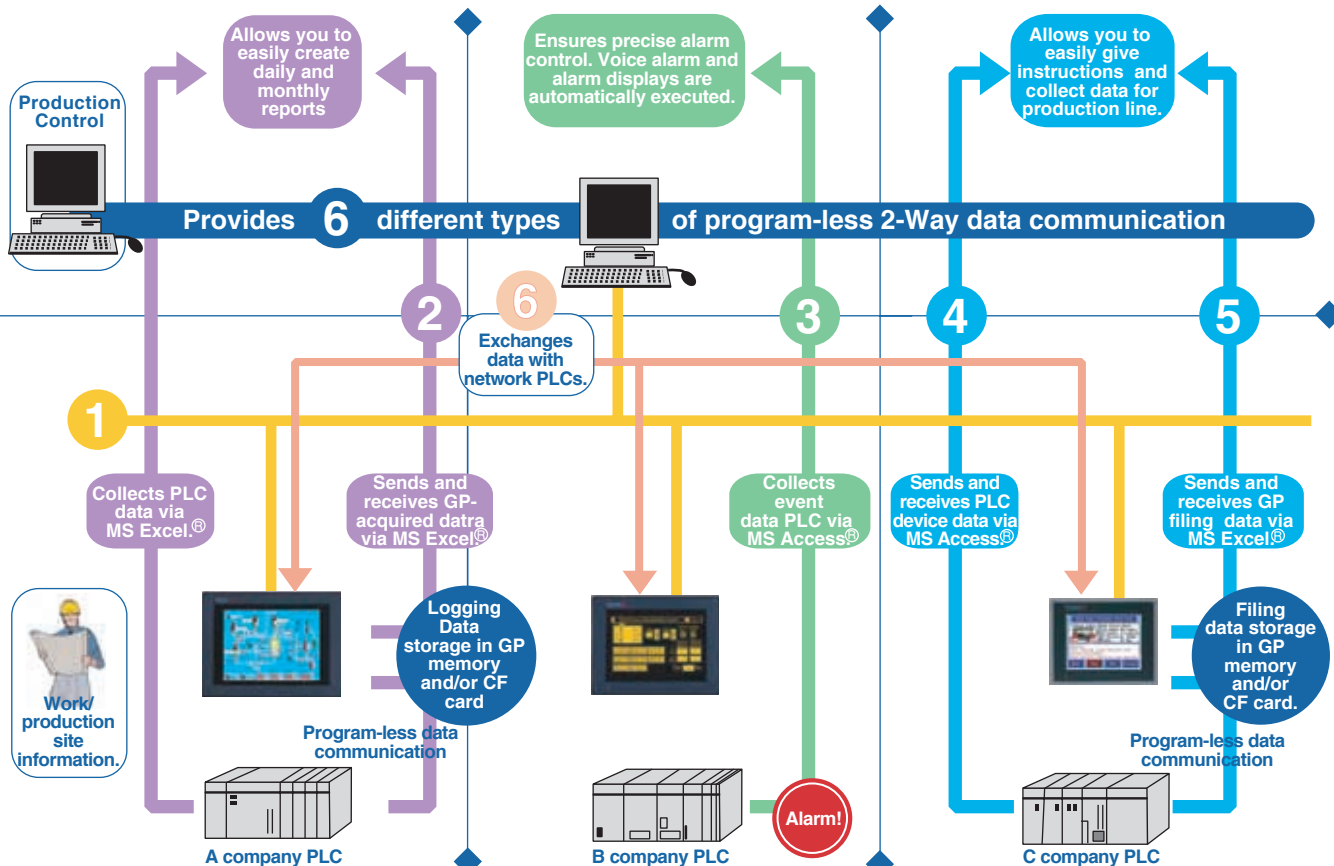 Allows you to
easily create
daily and
monthly
reports
Ensures precise alarm
control. Voice alarm and
alarm displays are
automatically executed.
Allows you to
easily give
instructions and
collect data for
production line.
Production
Control
Provides 6 different types of program-less 2-Way data communication
2
6
3
4
5
Exchanges
data with
network PLCs.
1
Collects PLC
data via
MS Excel.®
Sends and
receives GP-
acquired datra
via MS Excel®
Collects
event
data PLC via
MS Access®
Sends and
receives PLC
device data via
MS Access®
Sends and
receives GP
filing data via
MS Excel®
Logging
Data
storage in GP
memory
and/or CF
card
Filing
data storage
in GP
memory
and/or
CF card.
Work/
production
site
information.
Program-less data
communication
Program-less data
communication
Alarm!
A company PLC
B company PLC
C company PLC